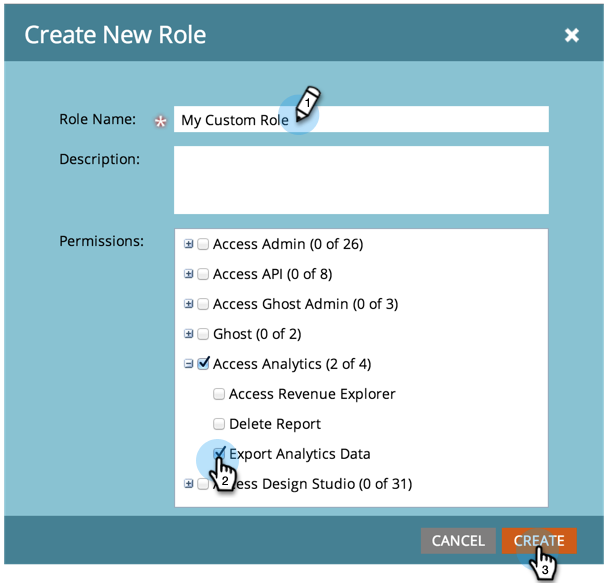 Create New Role
Role Name: * My Custom Role 1
Description:
Permissions:
Access Admin (0 of 26)
Access API (0 of 8)
Access Ghost Admin (0 of 3)
Ghost (0 of 2)
Access Analytics (2 of 4)
Access Revenue Explorer
Delete Report
Export Analytics Data
2
ess Design Studio (0 of 31)
CANCEL CREATE
3